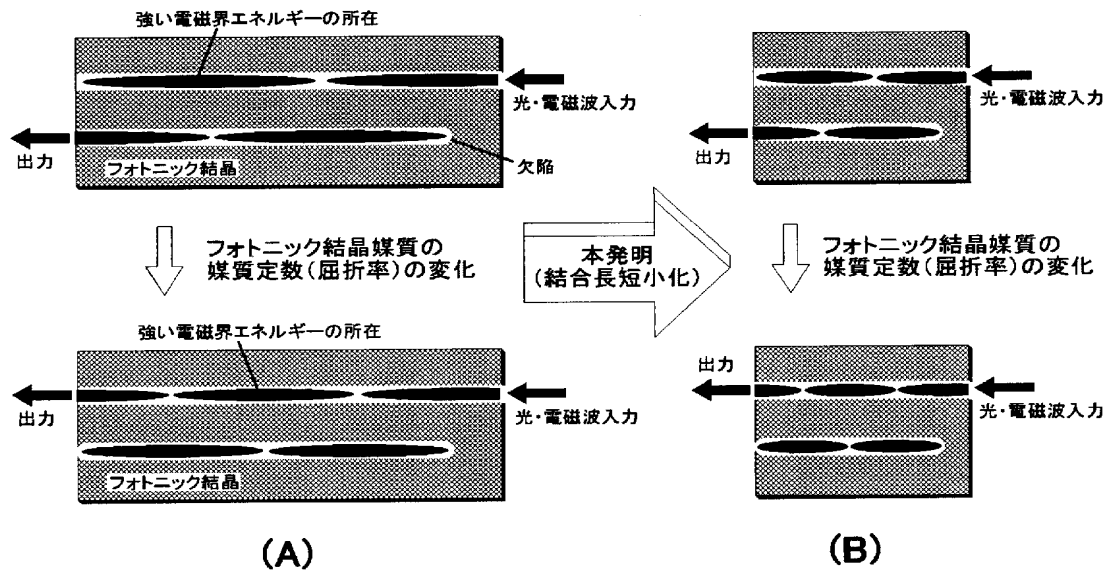 強い電磁界エネルギーの所在
光・電磁波入力
出力
フォトニック結晶
欠陥
フォトニック結晶媒質の
媒質定数(屈折率)の変化
強い電磁界エネルギーの所在
出力
光・電磁波入力
フォトニック結晶
(A)
本発明
(結合長短小化)
光・電磁波入力
出力
フォトニック結晶媒質の
媒質定数(屈折率)の変化
出力
光・電磁波入力
(B)